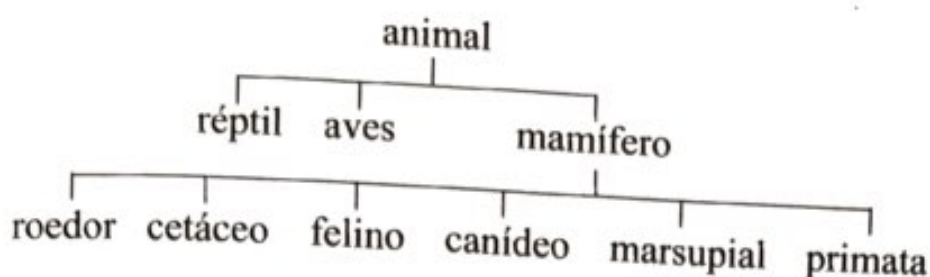 animal
réptil aves mamífero
roedor cetáceo felino canídeo marsupial primata